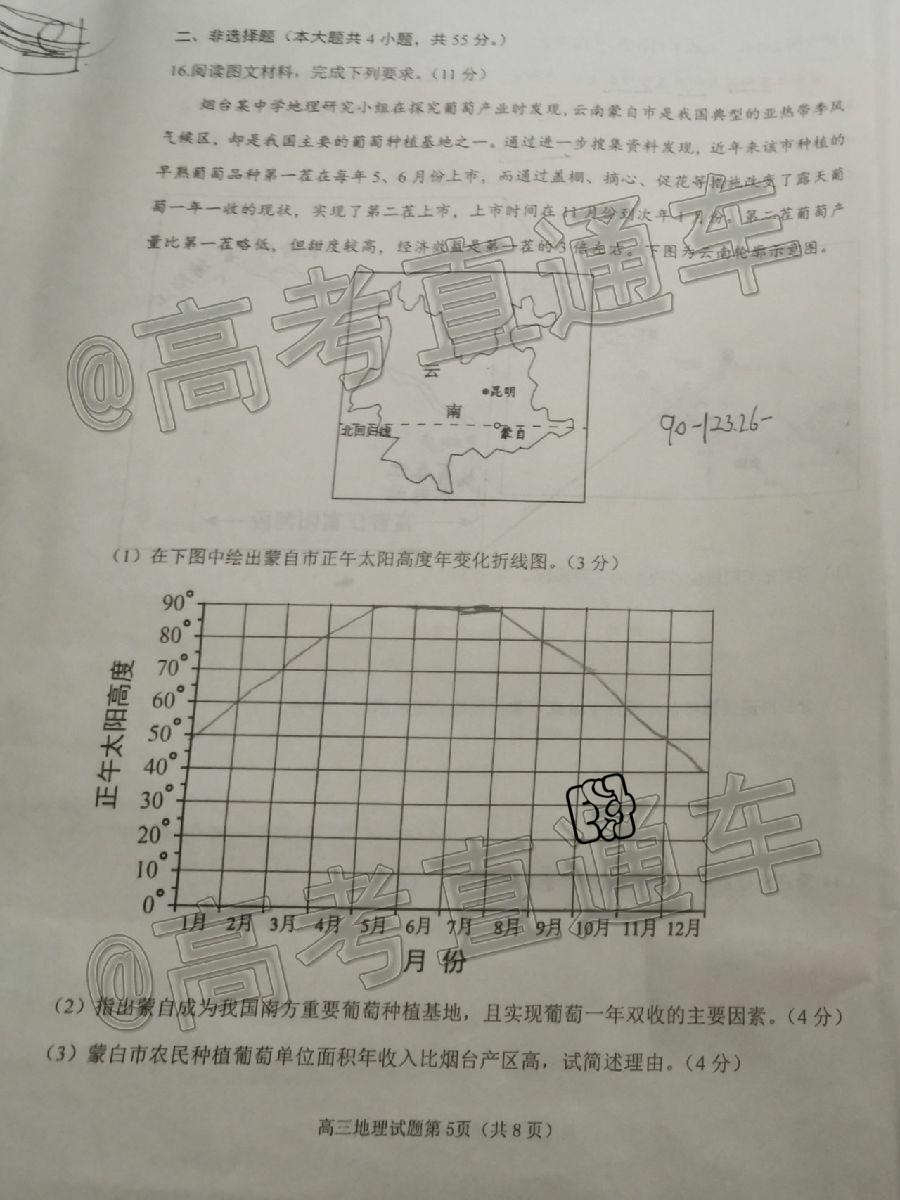 二、非选择题（本大题共4小题，共55分。）
16.阅读图文材料，完成下列要求。（11分）
烟台某中学地理研究小组在探究葡萄产业时发现，云南蒙自市是我国典型的亚热带季风
气候区，却是我国主要的葡萄种植基地之一。通过进一步搜集资料发现，近年来该市种植的
早熟葡萄品种第一茬在每年5、6月份上市，而通过盖棚、摘心、促花等措施改变了露天葡
萄一年一收的现状，实现了第二茬上市，上市时间在11月份到次年1月份。第二茬葡萄产
量比第一茬略低，但甜度较高，经济效益是第一茬的3倍左右。下图为云南轮廓示意图。
@高考直通车
云
昆明
南
北回归线
蒙自
90-123.26-
（1）在下图中绘出蒙自市正午太阳高度年变化折线图。（3分）
正午太阳高度
90°
80°
70°
60°
50°
40°
30°
20°
10°
0°
1月 2月 3月 4月 5月 6月 7月 8月 9月 10月 11月 12月
月 份
@高考直通车
（2）指出蒙自成为我国南方重要葡萄种植基地，且实现葡萄一年双收的主要因素。（4分）
（3）蒙白市农民种植葡萄单位面积年收入比烟台产区高，试简述理由。（4分）
高三地理试题第5页（共8页）